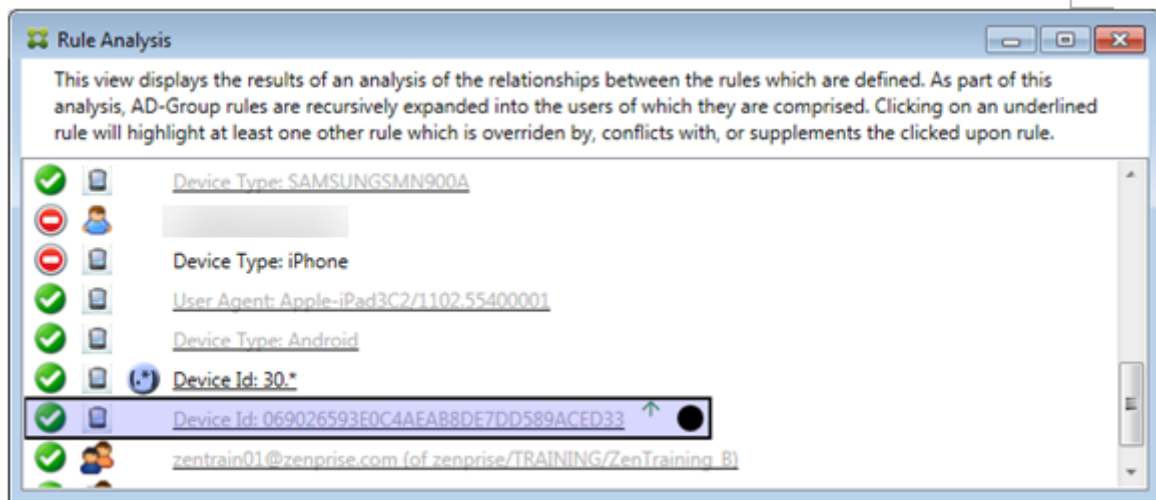 Rule Analysis
This view displays the results of an analysis of the relationships between the rules which are defined. As part of this
analysis, AD-Group rules are recursively expanded into the users of which they are comprised. Clicking on an underlined
rule will highlight at least one other rule which is overriden by, conflicts with, or supplements the clicked upon rule.
Device Type: SAMSUNGSMN900A
Device Type: iPhone
User Agent: Apple-iPad3C2/1102.55400001
Device Type: Android
(.*) Device Id: 30.*
Device Id: 069026593E0C4AEAB8DE7DD589ACED33
zentrain01@zenprise.com (of zenprise/TRAINING/ZenTraining_B)